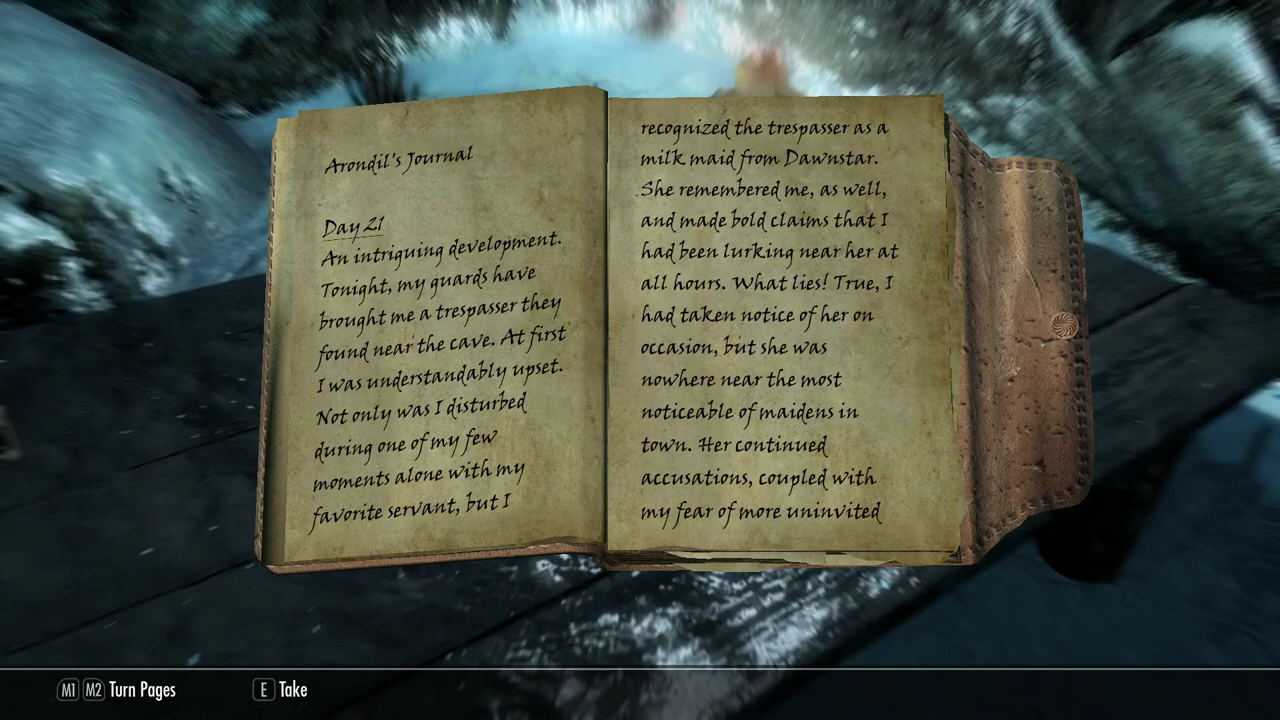 Arondil's Journal
Day 21
An intriguing development.
Tonight, my guards have
brought me a trespasser they
found near the cave. At first
I was understandably upset.
Not only was I disturbed
during one of my few
moments alone with my
favorite servant, but I
recognized the trespasser as a
milk maid from Dawnstar.
She remembered me, as well,
and made bold claims that I
had been lurking near her at
all hours. What lies! True, I
had taken notice of her on
occasion, but she was
nowhere near the most
noticeable of maidens in
town. Her continued
accusations, coupled with
my fear of more uninvited
M1 M2 Turn Pages
E Take